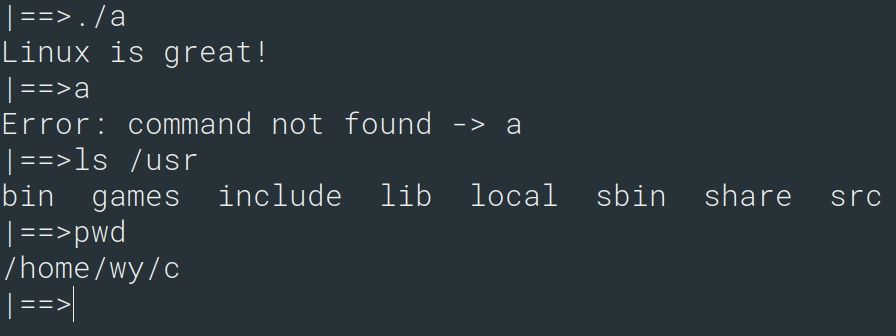 |==>./a
Linux is great!
|==>a
Error: command not found -> a
|==>ls /usr
bin  games  include  lib  local  sbin  share  src
|==>pwd
/home/wy/c
|==>